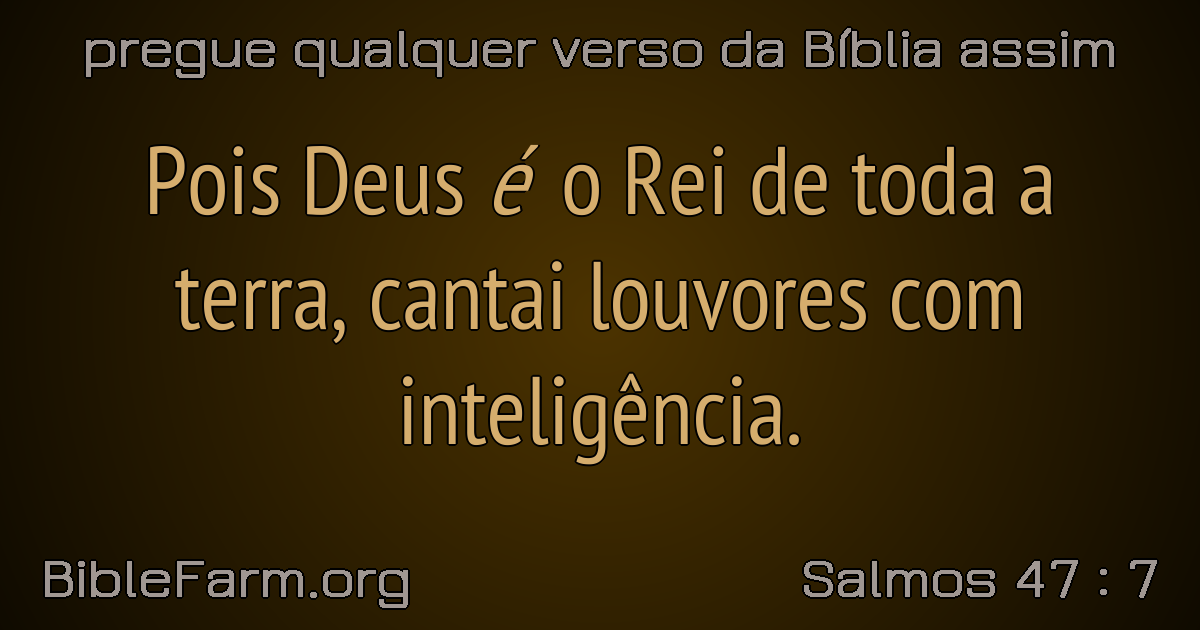 pregue qualquer verso da Bíblia assim
Pois Deus é o Rei de toda a
terra, cantai louvores com
inteligência.
BibleFarm.org
Salmos 47 : 7